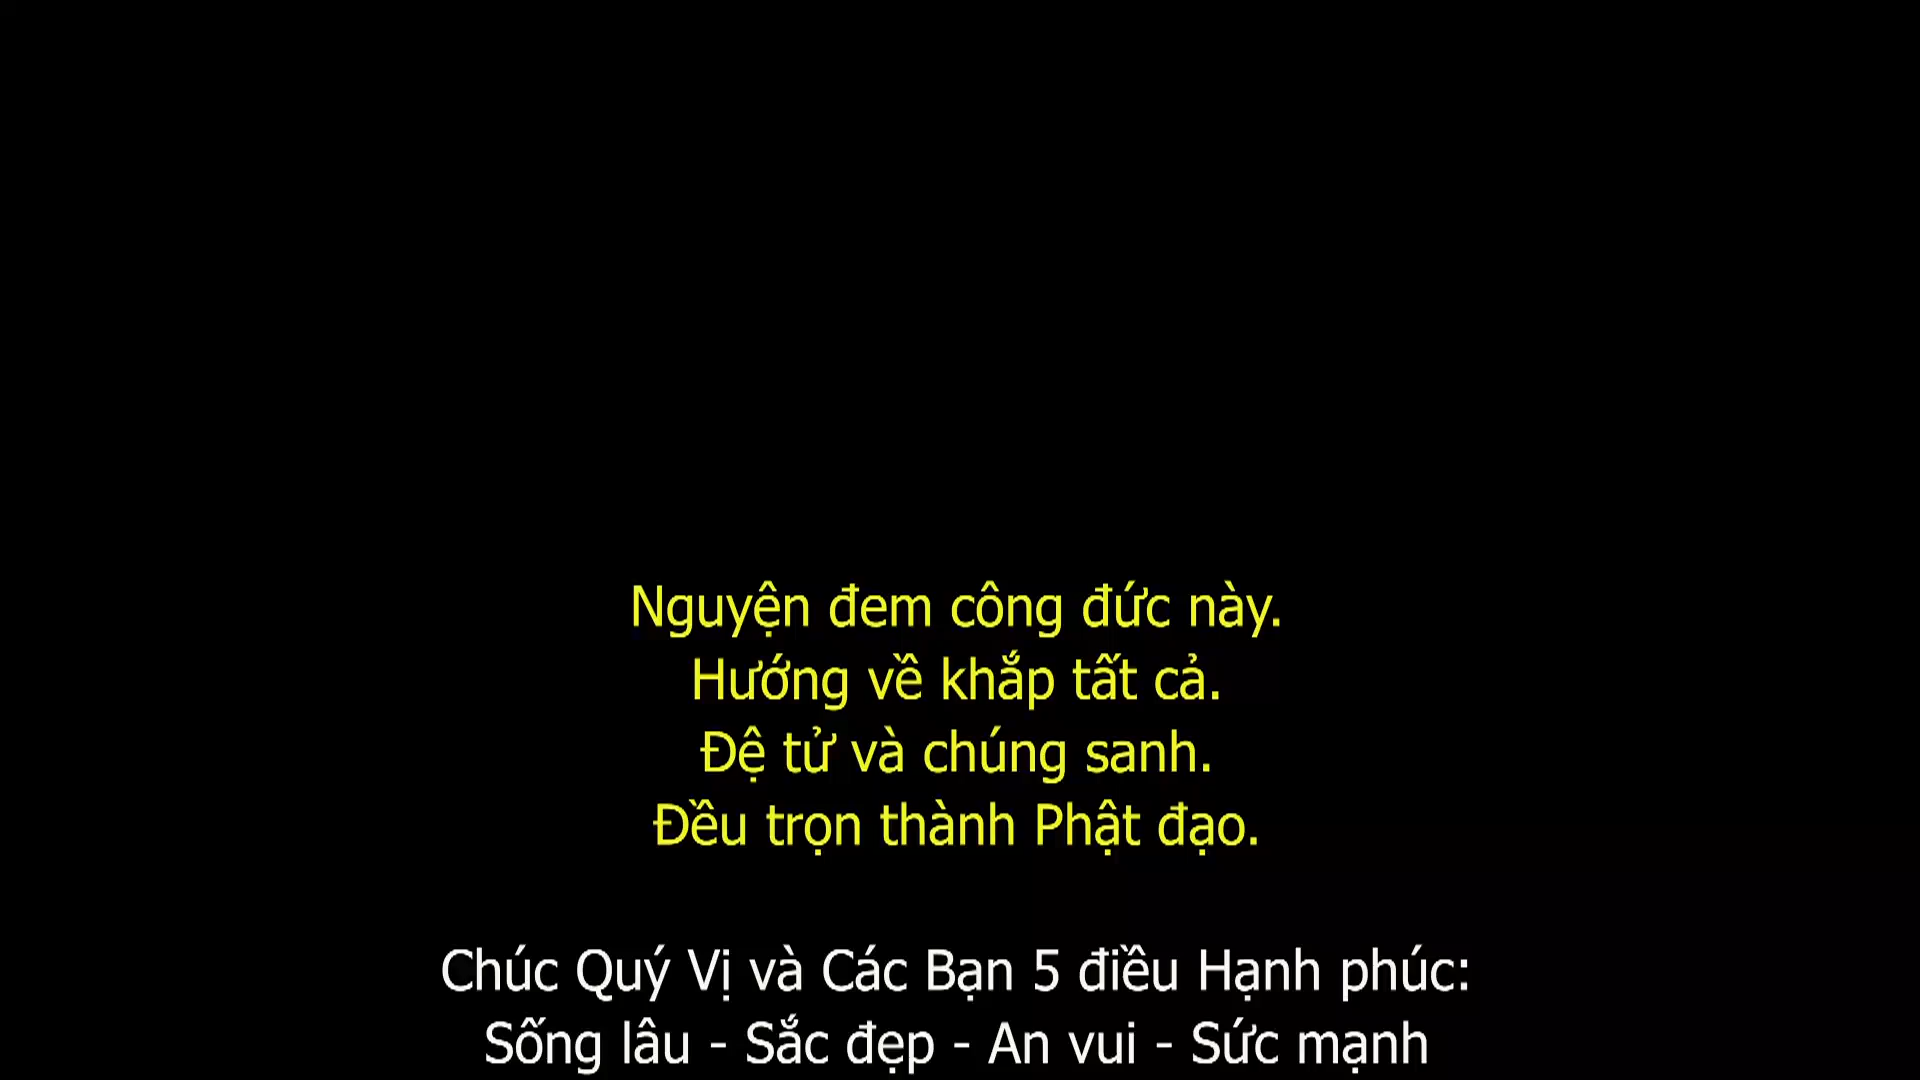 Nguyện đem công đức này.
Hướng về khắp tất cả.
Đệ tử và chúng sanh.
Đều trọn thành Phật đạo.
Chúc Quý Vị và Các Bạn 5 điều Hạnh phúc:
Sống lâu - Sắc đẹp - An vui - Sức mạnh